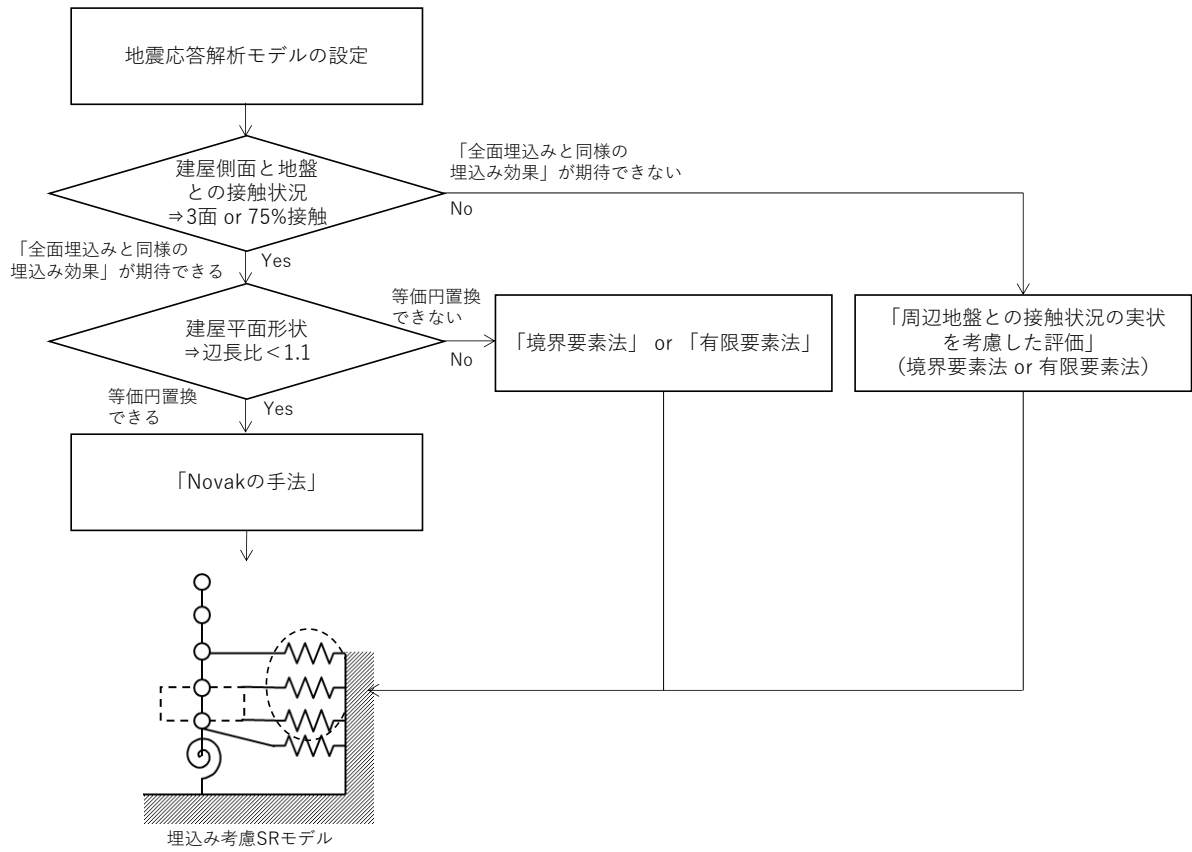 地震応答解析モデルの設定
建屋側面と地盤
との接触状況
⇒3面 or 75%接触
「全面埋込みと同様の
埋込み効果」が期待できない
No
「全面埋込みと同様の
埋込み効果」が期待できる
Yes
建屋平面形状
⇒辺長比<1.1
等価円置換
できない
No
「境界要素法」 or 「有限要素法」
「周辺地盤との接触状況の実状
を考慮した評価」
（境界要素法 or 有限要素法）
等価円置換
できる
Yes
「Novakの手法」
埋込み考慮SRモデル